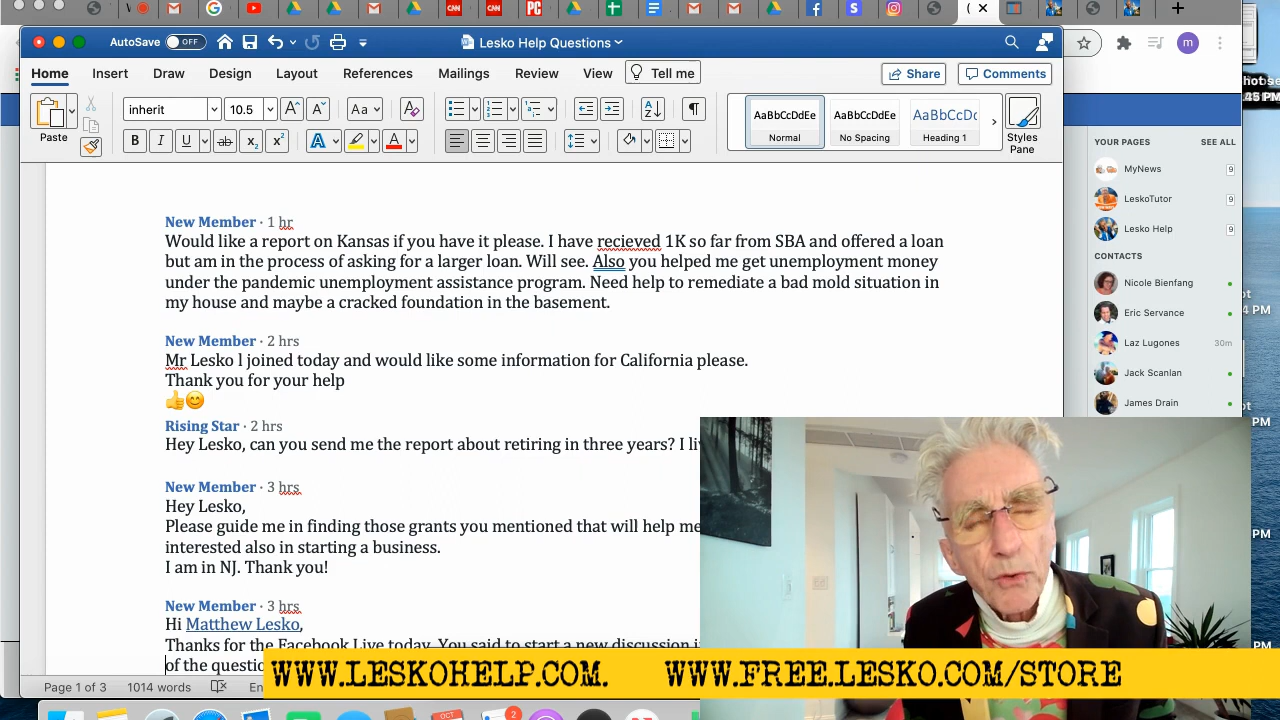 AutoSave OFF
Lesko Help Questions
Home Insert Draw Design Layout References Mailings Review View Tell me Share Comments
Paste
inherit 10.5
AaBbCcDdEe AaBbCcDdEe AaBbCcDc
Normal No Spacing Heading 1
Styles
Pane
New Member · 1 hr
Would like a report on Kansas if you have it please. I have recieved 1K so far from SBA and offered a loan
but am in the process of asking for a larger loan. Will see. Also you helped me get unemployment money
under the pandemic unemployment assistance program. Need help to remediate a bad mold situation in
my house and maybe a cracked foundation in the basement.
New Member · 2 hrs
Mr Lesko l joined today and would like some information for California please.
Thank you for your help
👍😊
Rising Star · 2 hrs
Hey Lesko, can you send me the report about retiring in three years? I
New Member · 3 hrs
Hey Lesko,
Please guide me in finding those grants you mentioned that will help me
interested also in starting a business.
I am in NJ. Thank you!
New Member · 3 hrs
Hi Matthew Lesko,
Thanks for the Facebook Live today. You said to start a new discussion
of the
Page 1 of 3 1014 words
YOUR PAGES SEE ALL
MyNews 9
LeskoTutor 9
Lesko Help 9
CONTACTS
Nicole Bienfang
Eric Servance
Laz Lugones 30m
Jack Scanlan
James Drain
WWW.LESKOHELP.COM. WWW.FREE.LESKO.COM/STORE